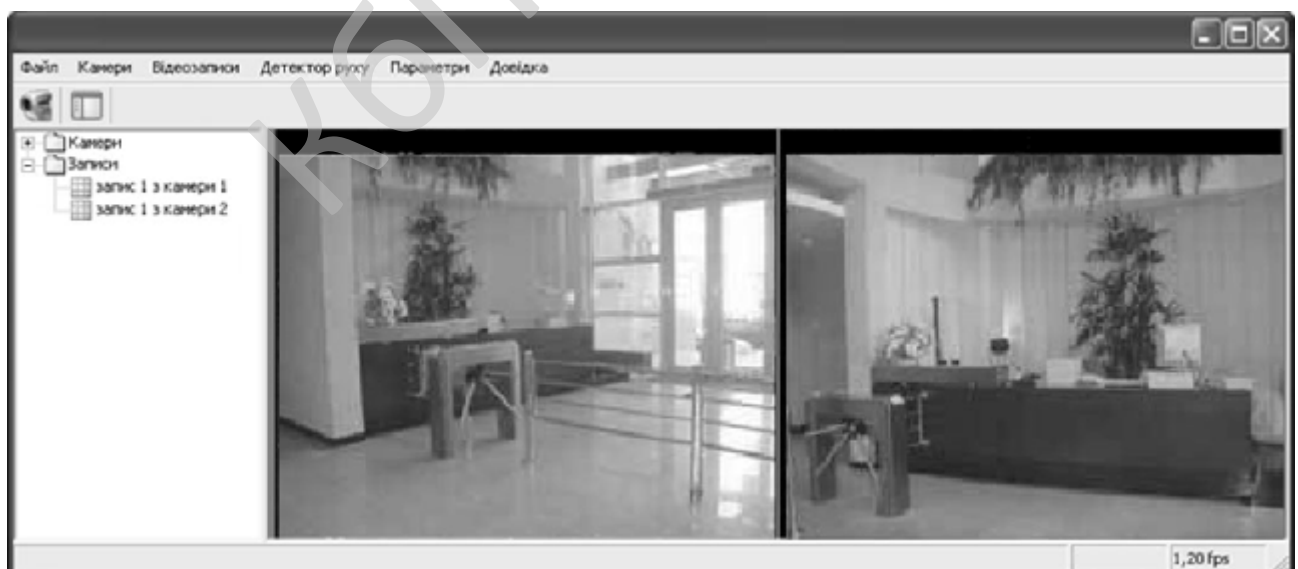 Файл Камери Відеозаписи Детектор руху Параметри Довідка
Камери
Записи
запис 1 з камери 1
запис 1 з камери 2
1,20 fps